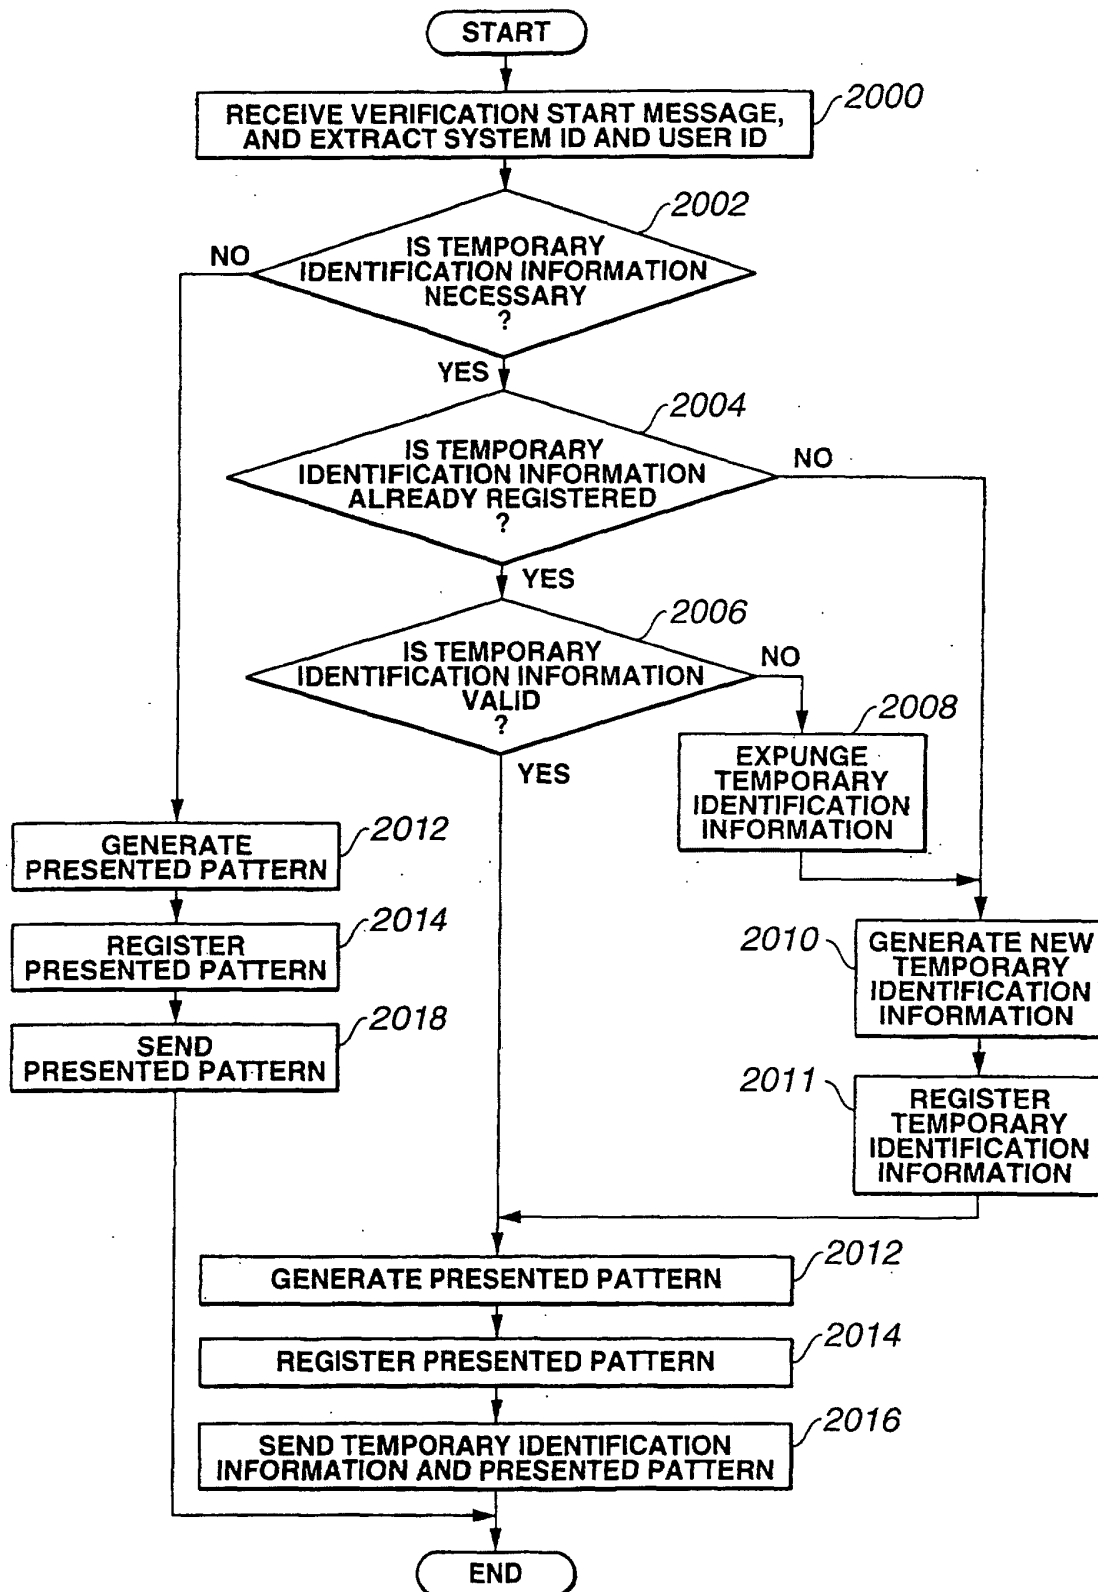 START
RECEIVE VERIFICATION START MESSAGE,
AND EXTRACT SYSTEM ID AND USER ID
2000
2002
IS TEMPORARY
IDENTIFICATION INFORMATION
NECESSARY
?
NO
YES
2004
IS TEMPORARY
IDENTIFICATION INFORMATION
ALREADY REGISTERED
?
NO
YES
2006
IS TEMPORARY
IDENTIFICATION INFORMATION
VALID
?
NO
YES
2008
EXPUNGE
TEMPORARY
IDENTIFICATION
INFORMATION
GENERATE
PRESENTED PATTERN
2012
REGISTER
PRESENTED PATTERN
2014
SEND
PRESENTED PATTERN
2018
2010
GENERATE NEW
TEMPORARY
IDENTIFICATION
INFORMATION
2011
REGISTER
TEMPORARY
IDENTIFICATION
INFORMATION
GENERATE PRESENTED PATTERN
2012
REGISTER PRESENTED PATTERN
2014
SEND TEMPORARY IDENTIFICATION
INFORMATION AND PRESENTED PATTERN
2016
END